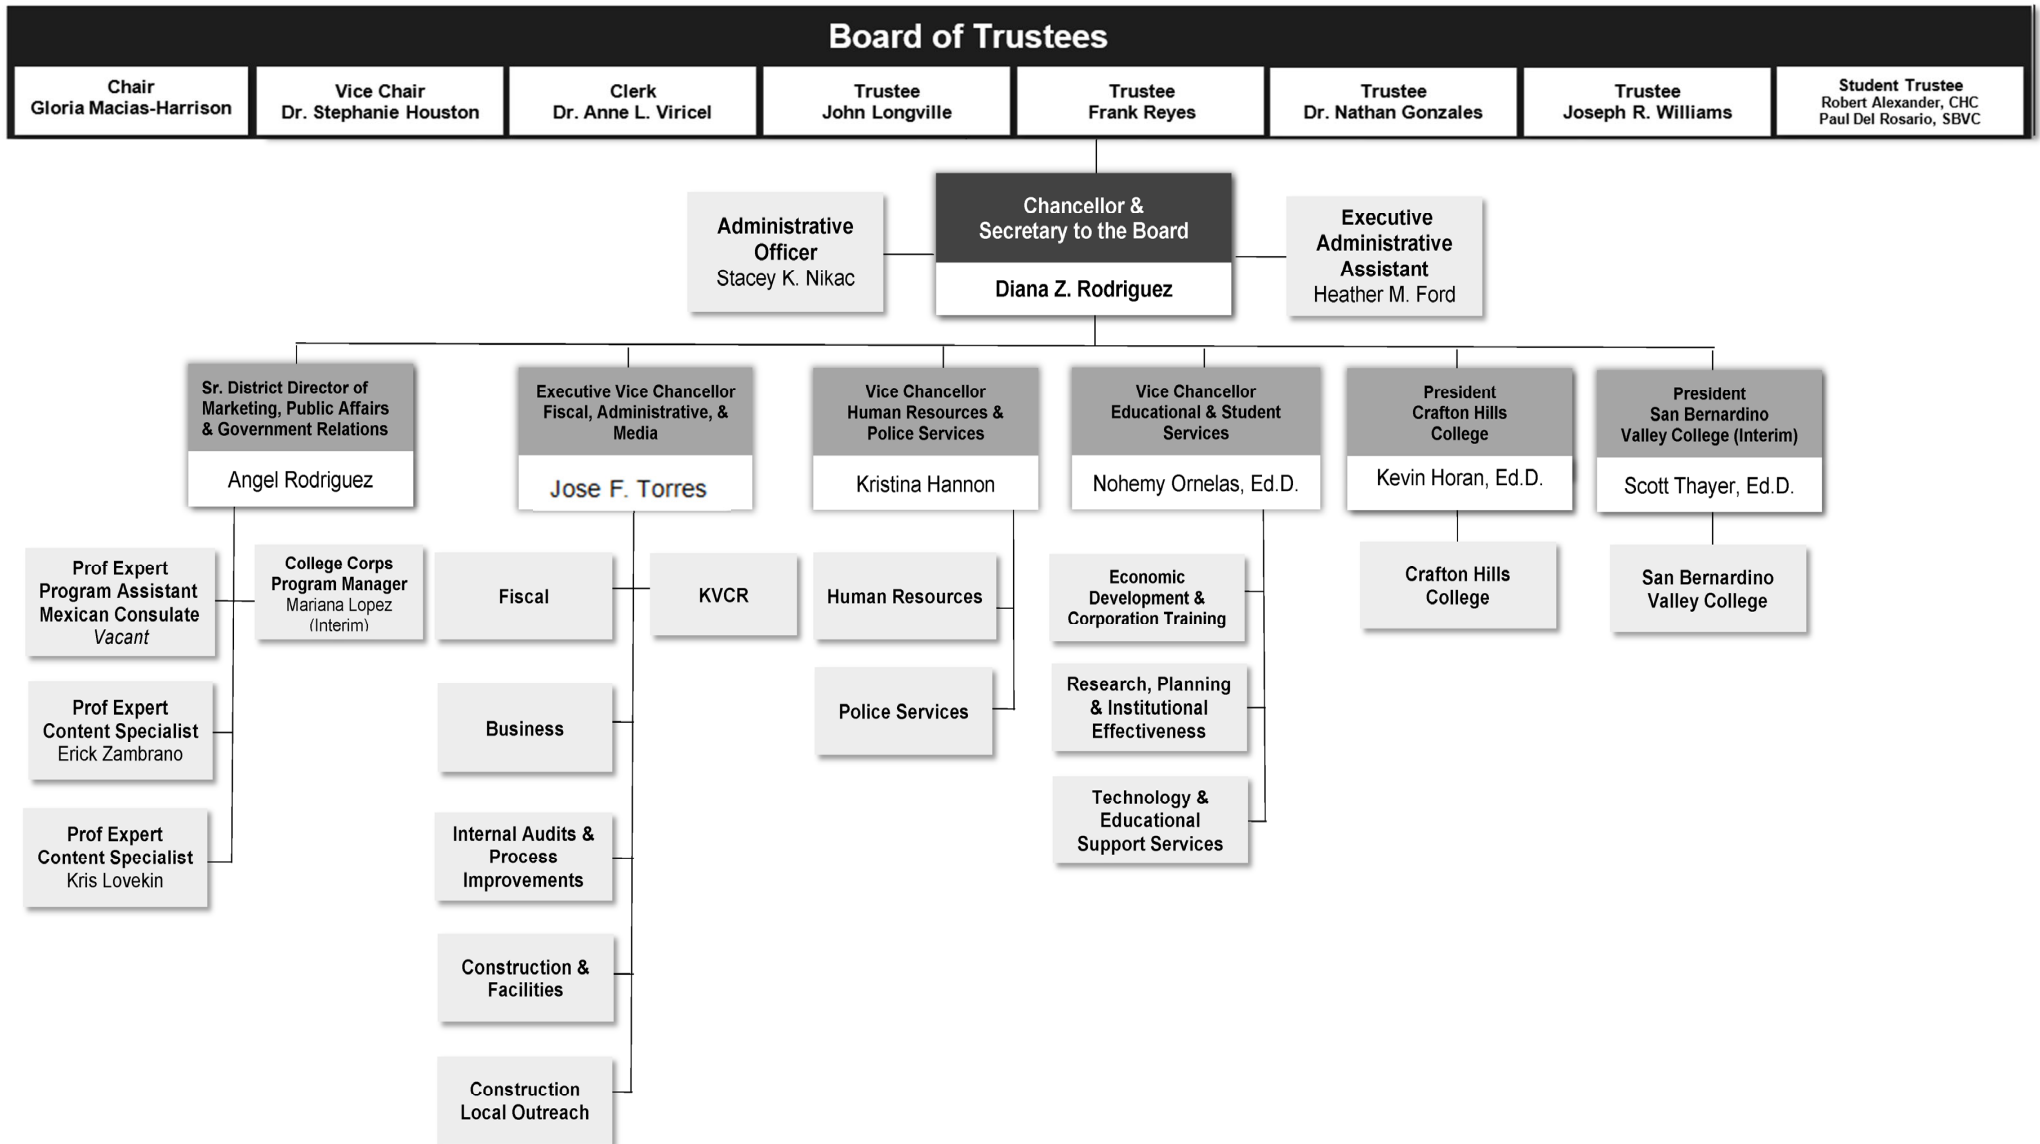 Board of Trustees
Chair
Gloria Macias-Harrison
Vice Chair
Dr. Stephanie Houston
Clerk
Dr. Anne L. Viricel
Trustee
John Longville
Trustee
Frank Reyes
Trustee
Dr. Nathan Gonzales
Trustee
Joseph R. Williams
Student Trustee
Robert Alexander, CHC
Paul Del Rosario, SBVC
Administrative
Officer
Stacey K. Nikac
Chancellor &
Secretary to the Board
Diana Z. Rodriguez
Executive
Administrative
Assistant
Heather M. Ford
Sr. District Director of
Marketing, Public Affairs
& Government Relations
Angel Rodriguez
Executive Vice Chancellor
Fiscal, Administrative, &
Media
Jose F. Torres
Vice Chancellor
Human Resources &
Police Services
Kristina Hannon
Vice Chancellor
Educational & Student
Services
Nohemy Ornelas, Ed.D.
President
Crafton Hills
College
Kevin Horan, Ed.D.
President
San Bernardino
Valley College (Interim)
Scott Thayer, Ed.D.
Prof Expert
Program Assistant
Mexican Consulate
Vacant
College Corps
Program Manager
Mariana Lopez
(Interim)
Prof Expert
Content Specialist
Erick Zambrano
Prof Expert
Content Specialist
Kris Lovekin
Fiscal
KVCR
Business
Internal Audits &
Process
Improvements
Construction &
Facilities
Construction
Local Outreach
Human Resources
Police Services
Economic
Development &
Corporation Training
Research, Planning
& Institutional
Effectiveness
Technology &
Educational
Support Services
Crafton Hills
College
San Bernardino
Valley College